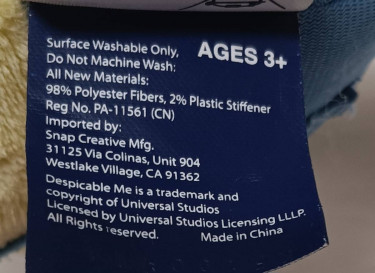 Surface Washable Only,
AGES 3+
Do Not Machine Wash:
All New Materials:
98% Polyester Fibers, 2% Plastic Stiffener
Reg No. PA-11561 (CN)
Imported by:
Snap Creative Mfg.
31125 Via Colinas, Unit 904
Westlake Village, CA 91362
Despicable Me is a trademark and
copyright of Universal Studios
Licensed by Universal Studios Licensing LLLP.
All Rights reserved. Made in China